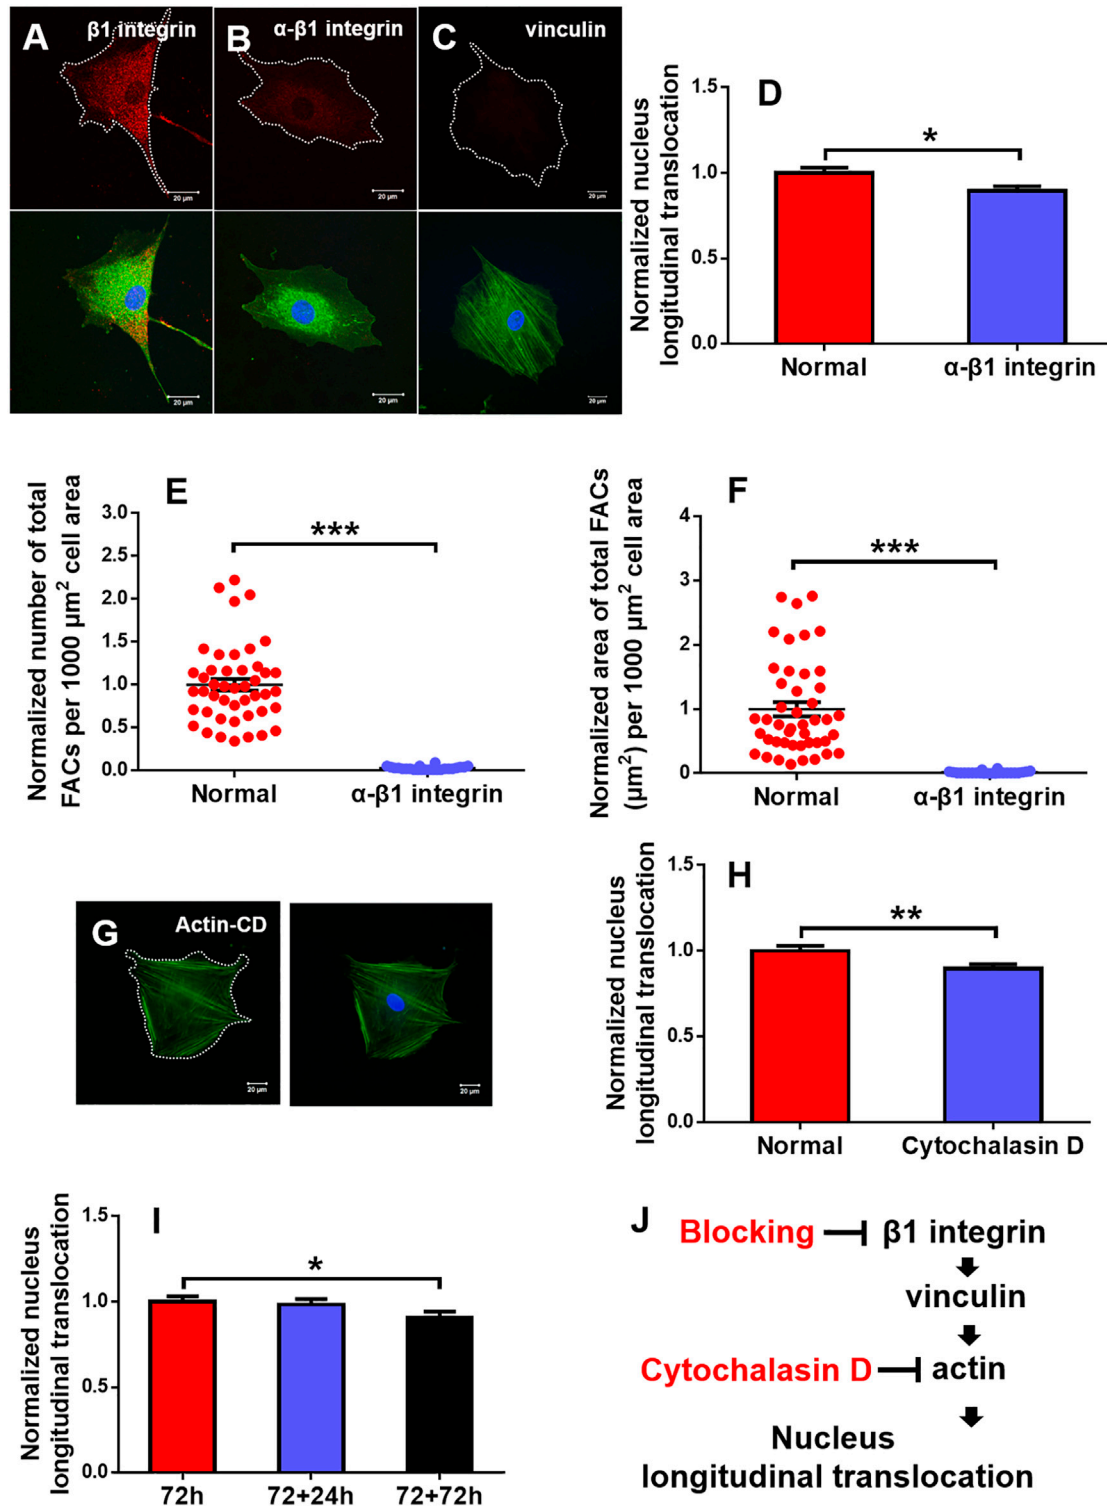 A β1 integrin
B α-β1 integrin
C vinculin
20 μm
20 μm
20 μm
20 μm
20 μm
20 μm
D
Normalized nucleus
longitudinal translocation
1.5
1.0
0.5
0.0
*
Normal
α-β1 integrin
E
Normalized number of total
FACs per 1000 μm² cell area
3.0
2.5
2.0
1.5
1.0
0.5
0.0
***
Normal
α-β1 integrin
F
Normalized area of total FACs
(μm²) per 1000 μm² cell area
4
3
2
1
0
***
Normal
α-β1 integrin
G Actin-CD
20 μm
20 μm
H
Normalized nucleus
longitudinal translocation
1.5
1.0
0.5
0.0
**
Normal
Cytochalasin D
I
Normalized nucleus
longitudinal translocation
1.5
1.0
0.5
0.0
*
72h
72+24h
72+72h
J
Blocking β1 integrin
vinculin
Cytochalasin D actin
Nucleus
longitudinal translocation